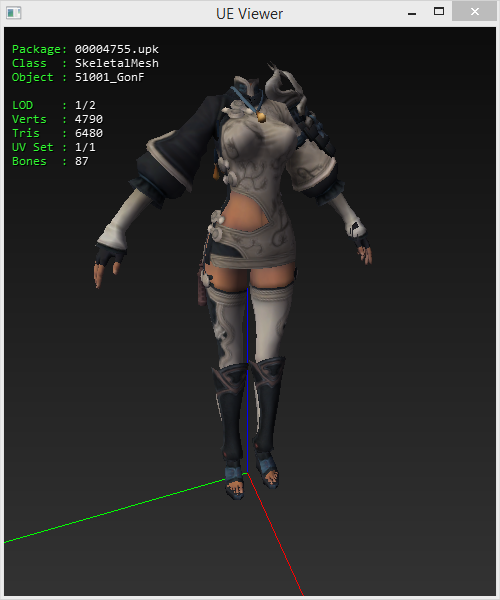 UE Viewer
Package: 00004755.upk
Class : SkeletalMesh
Object : 51001_GonF
LOD : 1/2
Verts : 4790
Tris : 6480
UV Set : 1/1
Bones : 87